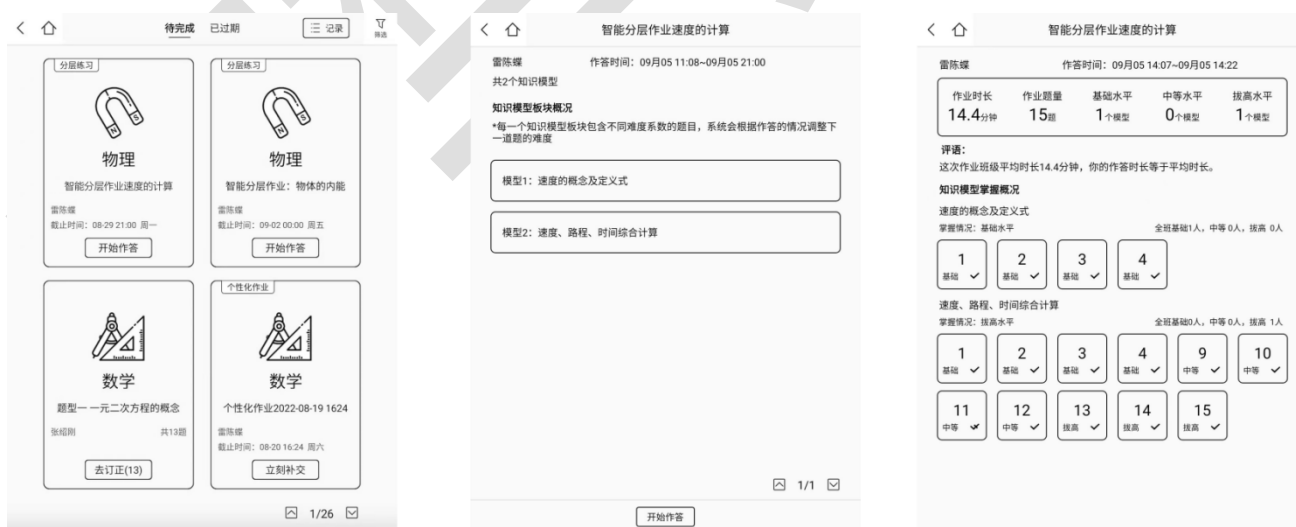 待完成 已过期 记录 筛选
分层练习
物理
智能分层作业速度的计算
雷陈蝶
截止时间：08-29 21:00 周一
开始作答
分层练习
物理
智能分层作业：物体的内能
雷陈蝶
截止时间：09-02 00:00 周五
开始作答
数学
题型一 一元二次方程的概念
张绍刚 共13题
去订正(13)
个性化作业
数学
个性化作业2022-08-19 1624
雷陈蝶
截止时间：08-20 16:24 周六
立刻补交
1/26
智能分层作业速度的计算
雷陈蝶 作答时间：09月05 11:08~09月05 21:00
共2个知识模型
知识模型板块概况
*每一个知识模型板块包含不同难度系数的题目，系统会根据作答的情况调整下
一道题的难度
模型1：速度的概念及定义式
模型2：速度、路程、时间综合计算
1/1
开始作答
智能分层作业速度的计算
雷陈蝶 作答时间：09月05 14:07~09月05 14:22
作业时长 作业题量 基础水平 中等水平 拔高水平
14.4分钟 15题 1个模型 0个模型 1个模型
评语：
这次作业班级平均时长14.4分钟，你的作答时长等于平均时长。
知识模型掌握概况
速度的概念及定义式
掌握情况：基础水平 全班基础1人，中等 0人，拔高 0人
1 2 3 4
基础 基础 基础 基础
速度、路程、时间综合计算
掌握情况：拔高水平 全班基础0人，中等 0人，拔高 1人
1 2 3 4 9 10
基础 基础 基础 基础 中等 中等
11 12 13 14 15
中等 中等 拔高 拔高 拔高